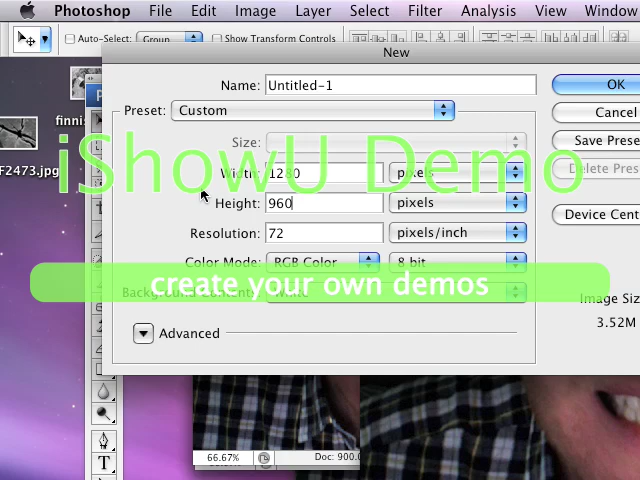 Photoshop File Edit Image Layer Select Filter Analysis View Window
Auto-Select: Group Show Transform Controls
New
Name: Untitled-1
OK
Preset: Custom
Cancel
Size:
Save Prese
iShowU Demo
Width: 1280 pixels
Delete Pres
Height: 960 pixels
Device Cent
Resolution: 72 pixels/inch
Color Mode: RGB Color 8 bit
create your own demos
Background Contents: White
Image Siz
3.52M
Advanced
finni
F2473.jpg
T
66.67% Doc: 900.0